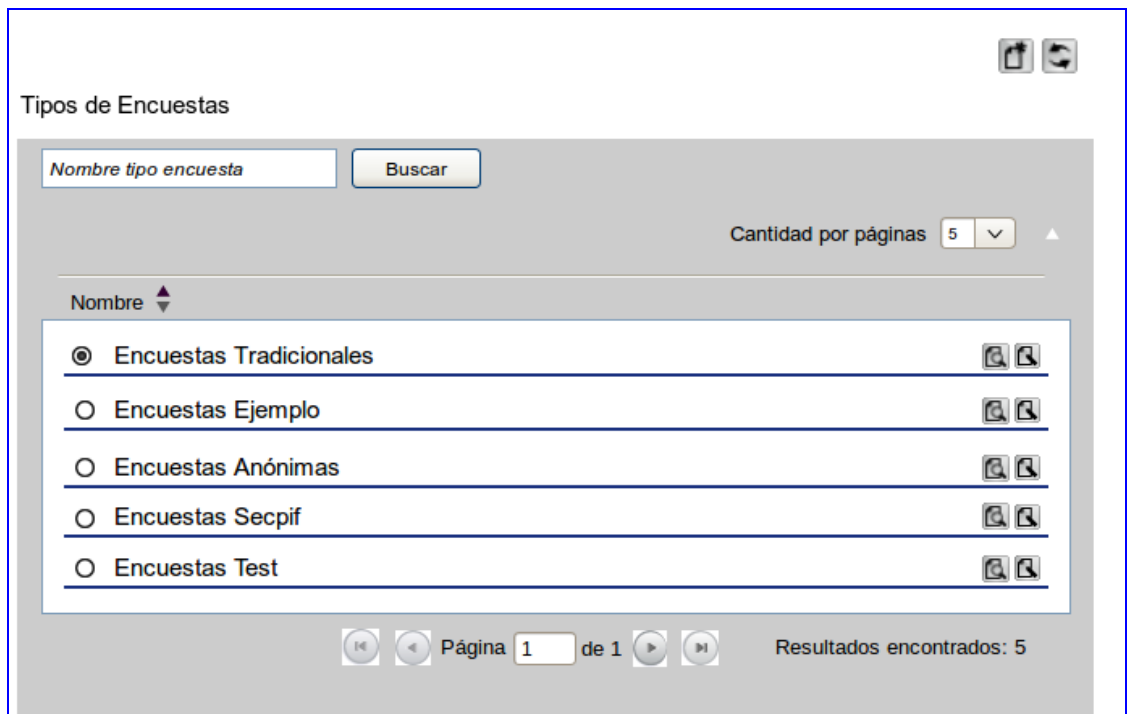 Tipos de Encuestas
Nombre tipo encuesta Buscar
Cantidad por páginas 5
Nombre
Encuestas Tradicionales
Encuestas Ejemplo
Encuestas Anónimas
Encuestas Secpif
Encuestas Test
Página 1 de 1 Resultados encontrados: 5